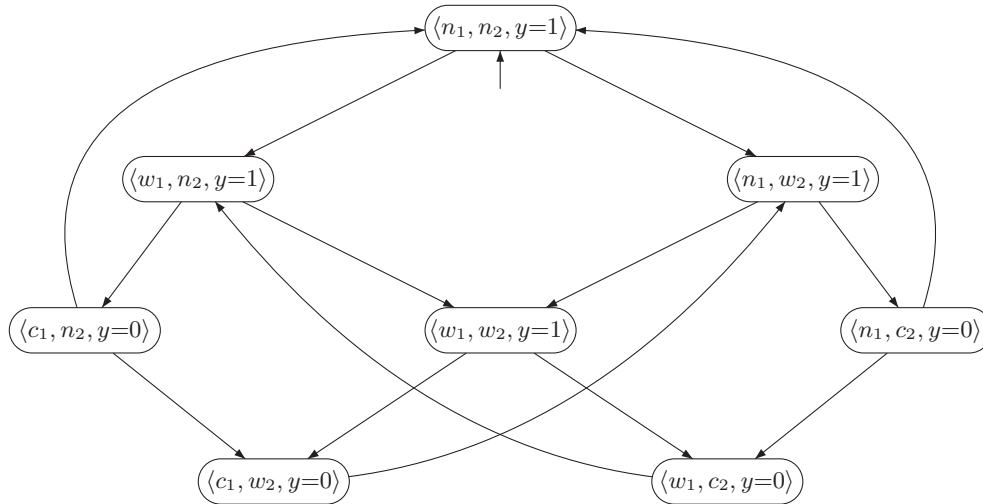 ⟨n₁, n₂, y=1⟩
⟨w₁, n₂, y=1⟩
⟨n₁, w₂, y=1⟩
⟨c₁, n₂, y=0⟩
⟨w₁, w₂, y=1⟩
⟨n₁, c₂, y=0⟩
⟨c₁, w₂, y=0⟩
⟨w₁, c₂, y=0⟩